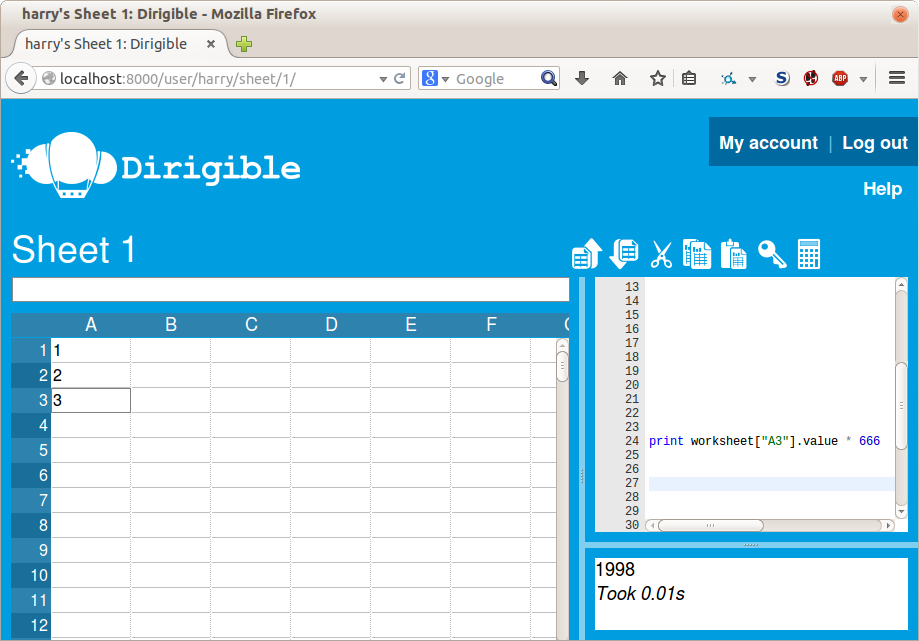 harry's Sheet 1: Dirigible - Mozilla Firefox
harry's Sheet 1: Dirigible
localhost:8000/user/harry/sheet/1/
8 Google
S
ABP
Dirigible
My account | Log out
Help
Sheet 1
A B C D E F
1 1
2 2
3 3
4
5
6
7
8
9
10
11
12
13
14
15
16
17
18
19
20
21
22
23
24 print worksheet["A3"].value * 666
25
26
27
28
29
30
1998
Took 0.01s